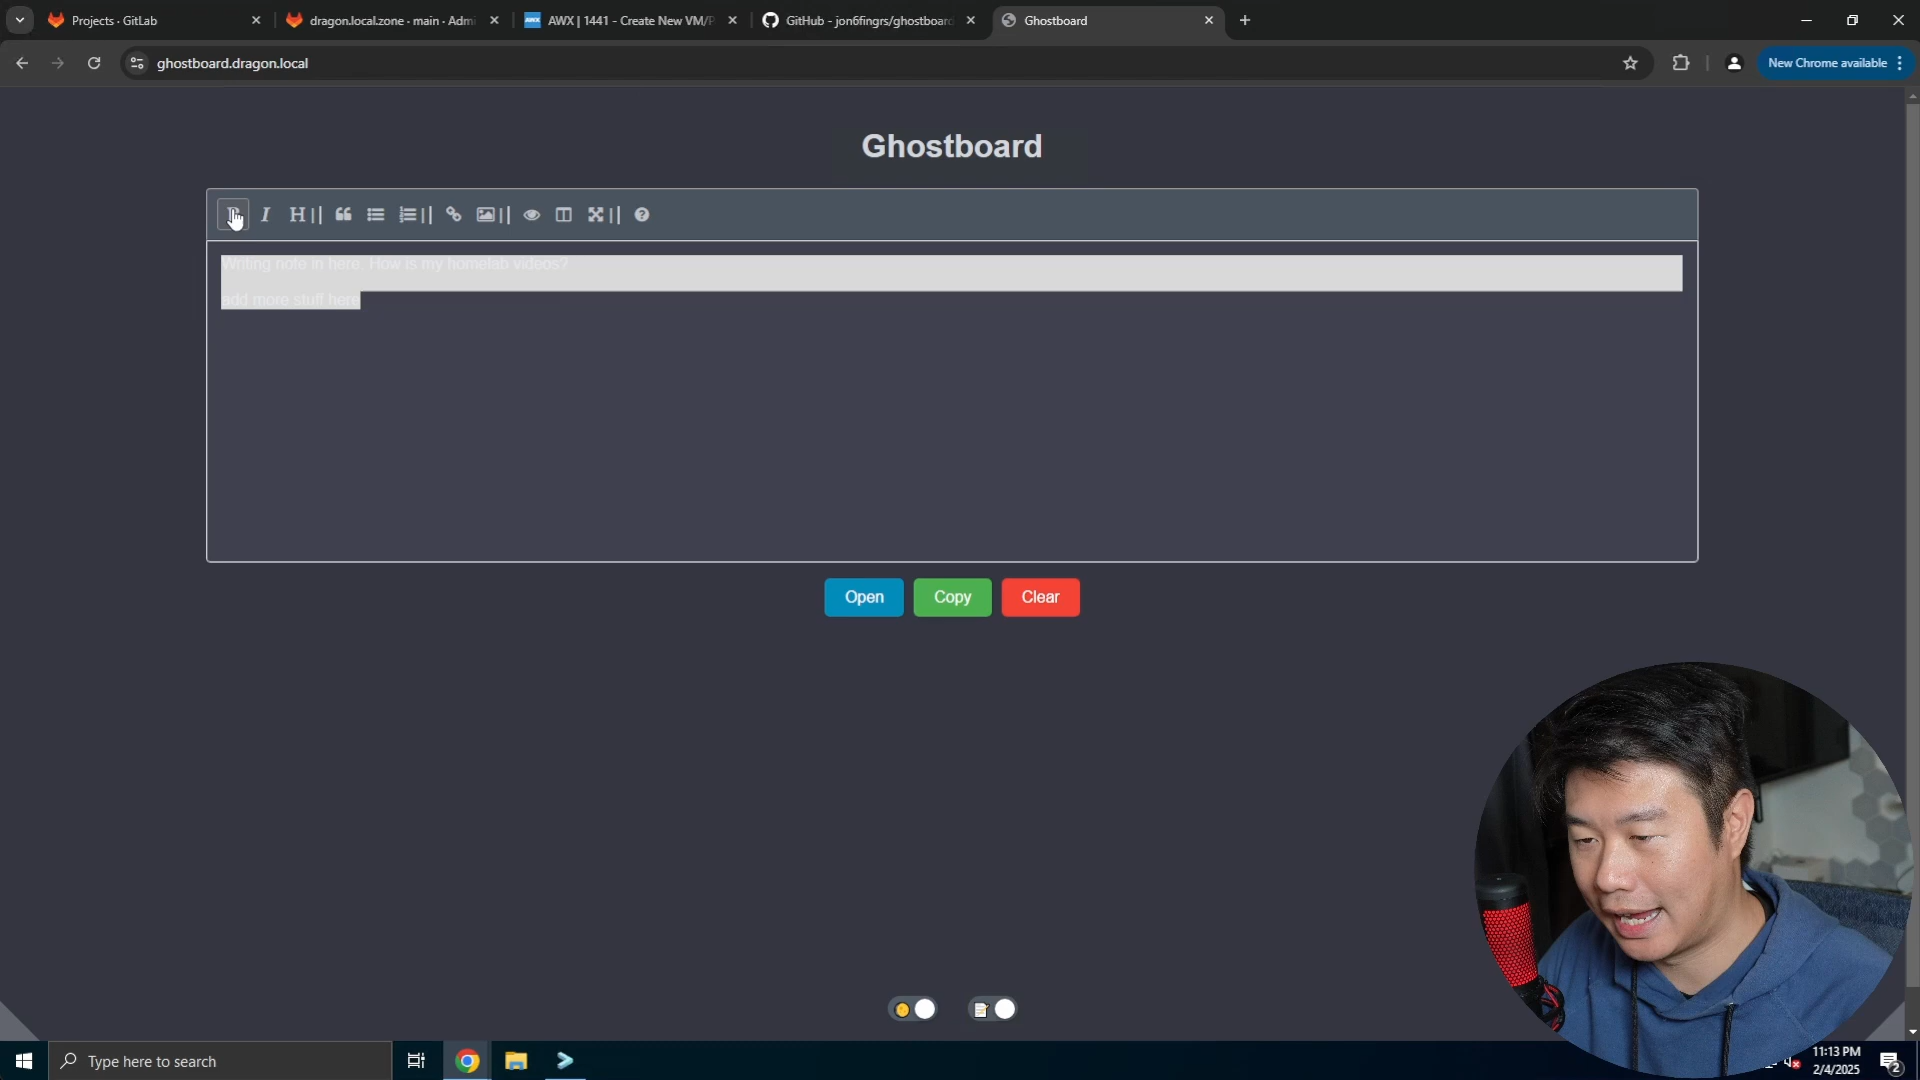 Projects · GitLab
dragon.local.zone · main · Admi
AWX | 1441 - Create New VM/P
GitHub - jon6fingrs/ghostboard
Ghostboard
ghostboard.dragon.local
New Chrome available
Ghostboard
B I H
Writing note in here. How is my homelab videos?
add more stuff here
Open Copy Clear
Type here to search
11:13 PM
2/4/2025
2